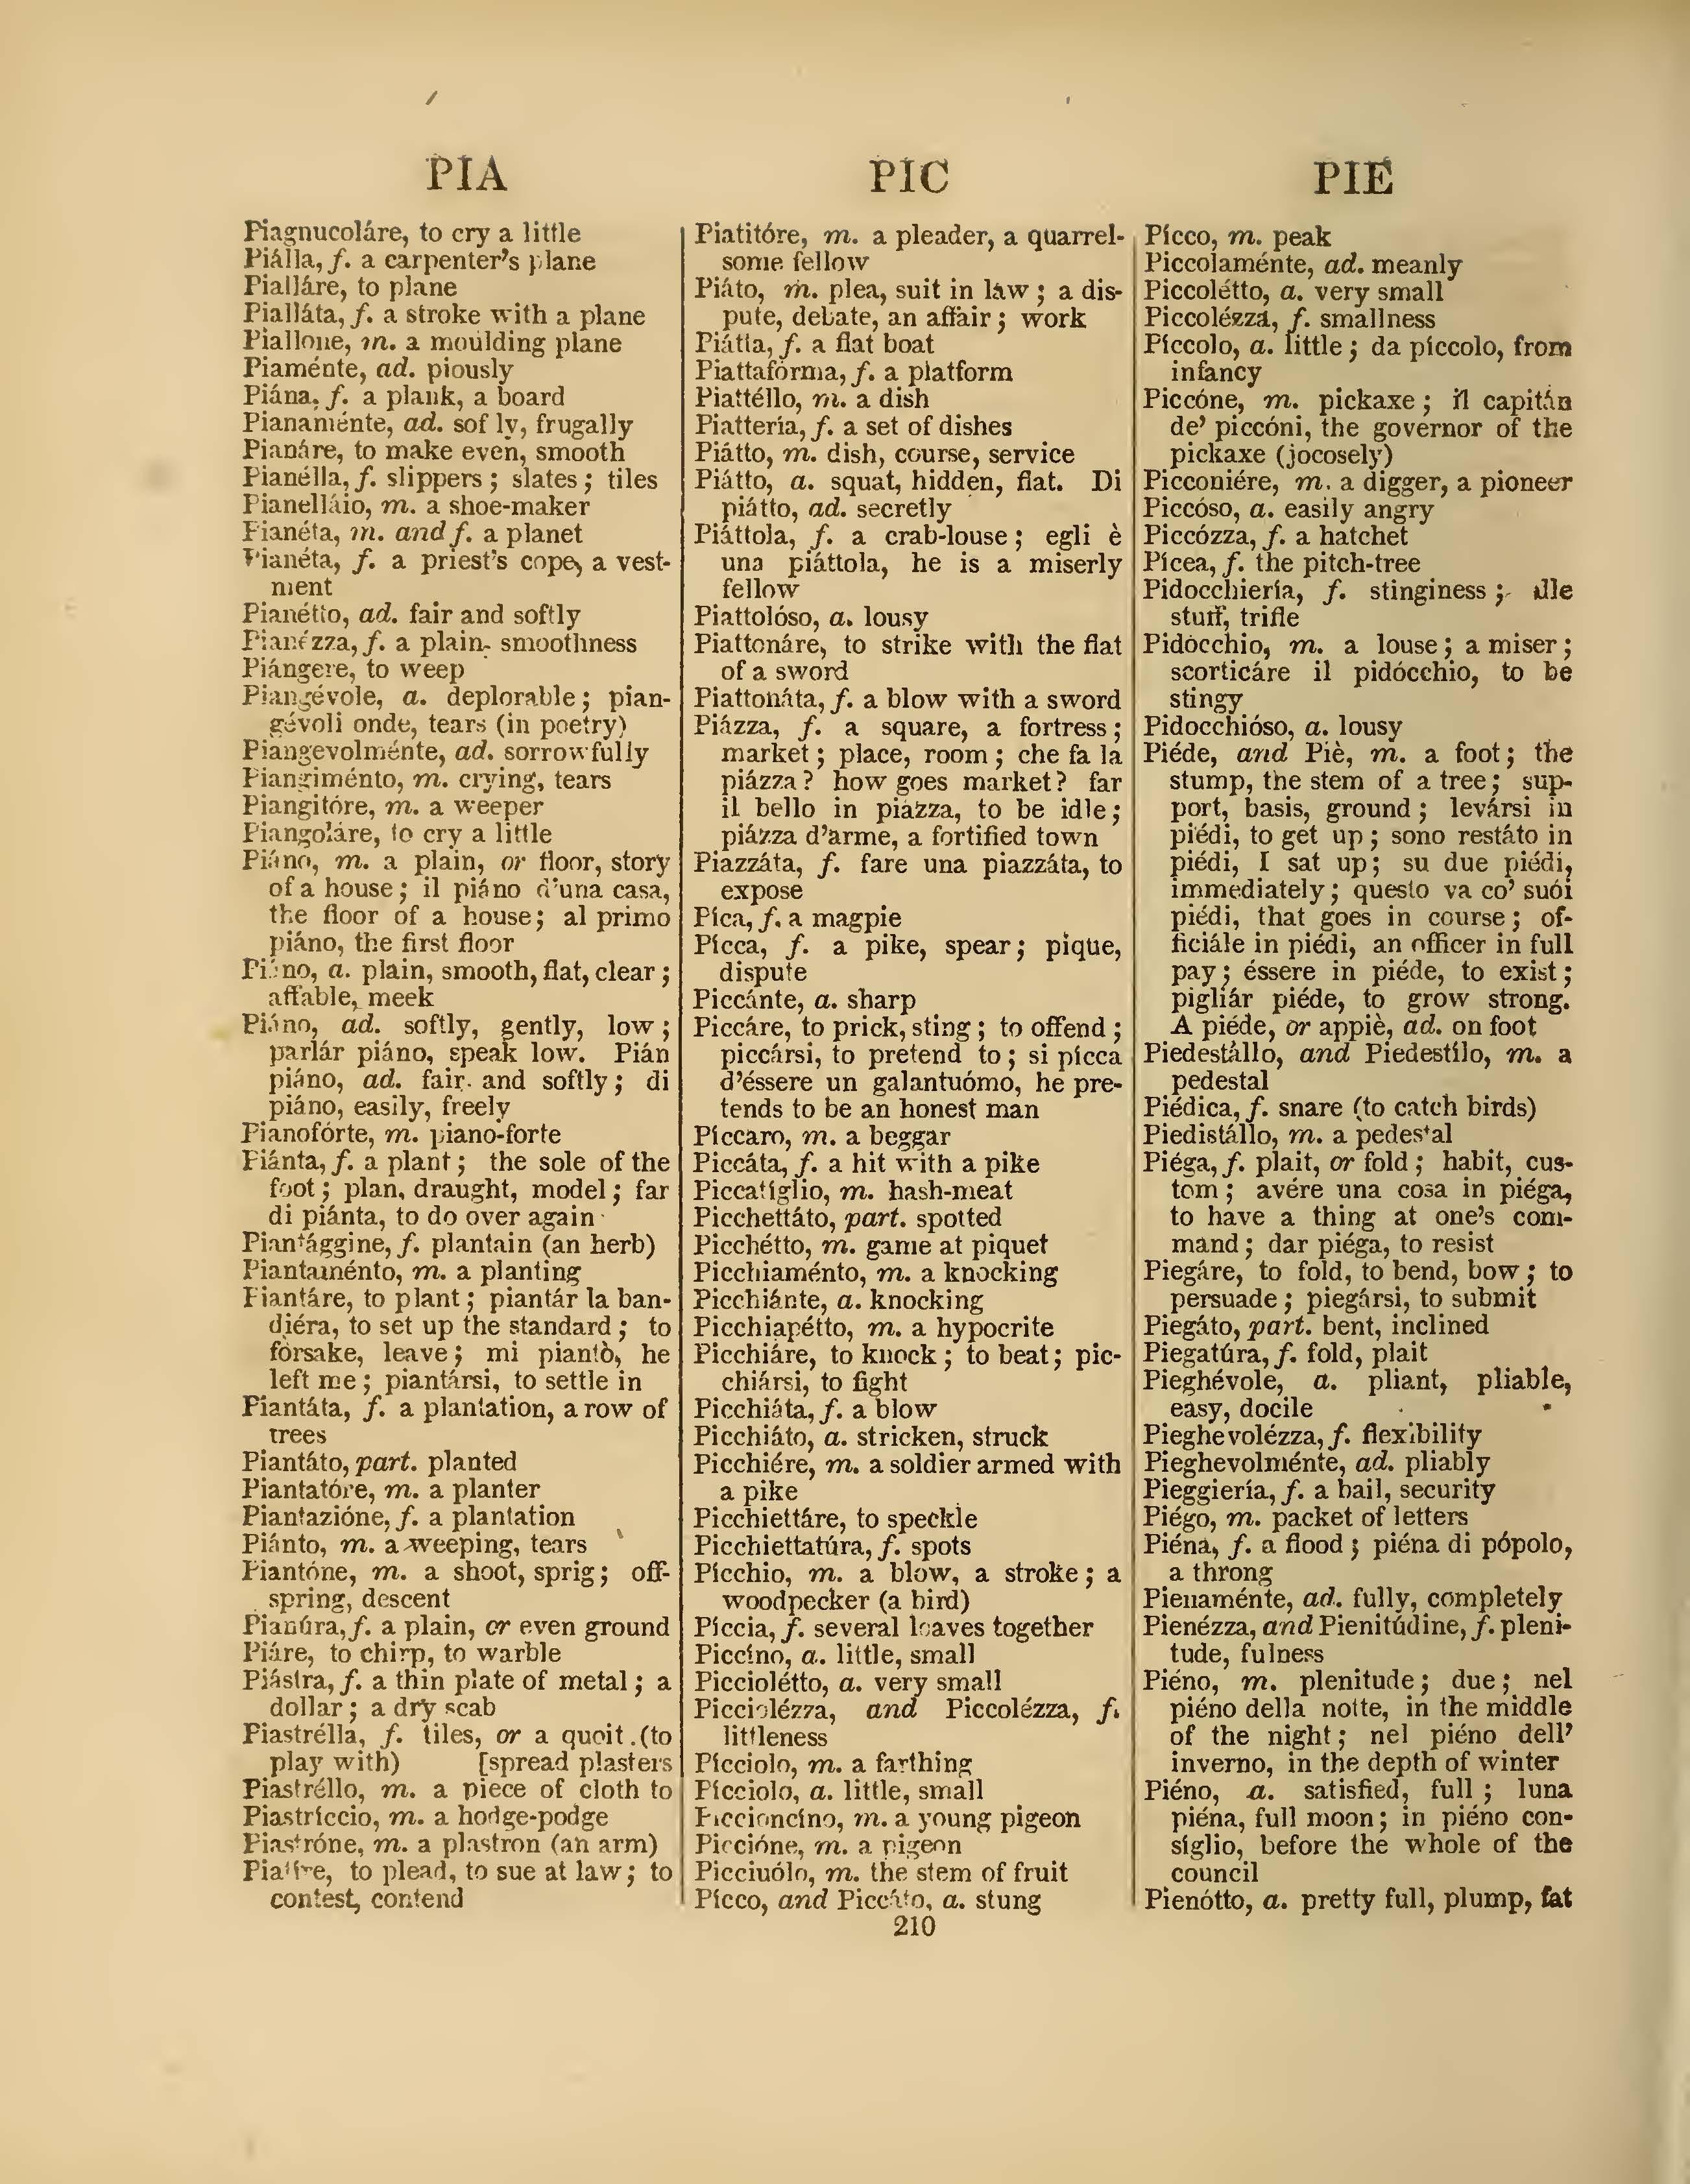 PIA
Piagnucoláre, to cry a little
Piálla, f. a carpenter's plane
Pialláre, to plane
Pialláta, f. a stroke with a plane
Piallone, m. a moulding plane
Piaménte, ad. piously
Piána, f. a plank, a board
Pianaménte, ad. sof ly, frugally
Pianáre, to make even, smooth
Pianélla, f. slippers; slates; tiles
Pianelláio, m. a shoe-maker
Pianéta, m. and f. a planet
Pianéta, f. a priest's cope, a vest-
ment
Pianétto, ad. fair and softly
Pianézza, f. a plain, smoothness
Piángere, to weep
Piangévole, a. deplorable; pian-
gévoli onde, tears (in poetry)
Piangevolménte, ad. sorrowfully
Piangiménto, m. crying, tears
Piangitóre, m. a weeper
Piangoláre, to cry a little
Piáno, m. a plain, or floor, story
of a house; il piáno d'una casa,
the floor of a house; al primo
piáno, the first floor
Piáno, a. plain, smooth, flat, clear;
affable, meek
Piáno, ad. softly, gently, low;
parlár piáno, speak low. Pián
piáno, ad. fair and softly; di
piáno, easily, freely
Pianofórte, m. piano-forte
Piánta, f. a plant; the sole of the
foot; plan, draught, model; far
di piánta, to do over again
Piantággine, f. plantain (an herb)
Piantaménto, m. a planting
Piantáre, to plant; piantár la ban-
diéra, to set up the standard; to
forsake, leave; mi piantò, he
left me; piantársi, to settle in
Piantáta, f. a plantation, a row of
trees
Piantáto, part. planted
Piantatóre, m. a planter
Piantazióne, f. a plantation
Piánto, m. a weeping, tears
Piantóne, m. a shoot, sprig; off-
spring, descent
Pianúra, f. a plain, or even ground
Piáre, to chirp, to warble
Piástra, f. a thin plate of metal; a
dollar; a dry scab
Piastrélla, f. tiles, or a quoit (to
play with) [spread plasters
Piastréllo, m. a piece of cloth to
Piastríccio, m. a hodge-podge
Piastróne, m. a plastron (an arm)
Piatíre, to plead, to sue at law; to
contest, contend
PIC
Piatitóre, m. a pleader, a quarrel-
some fellow
Piáto, m. plea, suit in law; a dis-
pute, debate, an affair; work
Piátta, f. a flat boat
Piattafórma, f. a platform
Piattéllo, m. a dish
Piattería, f. a set of dishes
Piátto, m. dish, course, service
Piátto, a. squat, hidden, flat. Di
piátto, ad. secretly
Piáttola, f. a crab-louse; egli è
una piáttola, he is a miserly
fellow
Piattolóso, a. lousy
Piattonáre, to strike with the flat
of a sword
Piattonáta, f. a blow with a sword
Piázza, f. a square, a fortress;
market; place, room; che fa la
piázza? how goes market? far
il bello in piázza, to be idle;
piázza d'arme, a fortified town
Piazzáta, f. fare una piazzáta, to
expose
Píca, f. a magpie
Pícca, f. a pike, spear; pique,
dispute
Piccánte, a. sharp
Piccáre, to prick, sting; to offend;
piccársi, to pretend to; si pícca
d'éssere un galantuómo, he pre-
tends to be an honest man
Píccaro, m. a beggar
Piccáta, f. a hit with a pike
Piccatíglio, m. hash-meat
Picchettáto, part. spotted
Picchétto, m. game at piquet
Picchiaménto, m. a knocking
Picchiánte, a. knocking
Picchiapétto, m. a hypocrite
Picchiáre, to knock; to beat; pic-
chiársi, to fight
Picchiáta, f. a blow
Picchiáto, a. stricken, struck
Picchiére, m. a soldier armed with
a pike
Picchiettáre, to speckle
Picchiettatúra, f. spots
Pícchio, m. a blow, a stroke; a
woodpecker (a bird)
Píccia, f. several loaves together
Piccíno, a. little, small
Picciolétto, a. very small
Picciolézza, and Piccolézza, f.
littleness
Pícciolo, m. a farthing
Pícciolo, a. little, small
Piccioncíno, m. a young pigeon
Piccióne, m. a pigeon
Picciuólo, m. the stem of fruit
Pícco, and Piccáto, a. stung
PIE
Pícco, m. peak
Piccolaménte, ad. meanly
Piccolétto, a. very small
Piccolézza, f. smallness
Píccolo, a. little; da píccolo, from
infancy
Piccóne, m. pickaxe; il capitán
de' piccóni, the governor of the
pickaxe (jocosely)
Picconiére, m. a digger, a pioneer
Piccóso, a. easily angry
Piccózza, f. a hatchet
Pícea, f. the pitch-tree
Pidocchiería, f. stinginess; idle
stuff, trifle
Pidócchio, m. a louse; a miser;
scorticáre il pidócchio, to be
stingy
Pidocchióso, a. lousy
Piéde, and Piè, m. a foot; the
stump, the stem of a tree; sup-
port, basis, ground; levársi in
piédi, to get up; sono restáto in
piédi, I sat up; su due piédi,
immediately; questo va co' suói
piédi, that goes in course; of-
ficiále in piédi, an officer in full
pay; éssere in piéde, to exist;
pigliár piéde, to grow strong.
A piéde, or appiè, ad. on foot
Piedestállo, and Piedestílo, m. a
pedestal
Piédica, f. snare (to catch birds)
Piedistállo, m. a pedestal
Piéga, f. plait, or fold; habit, cus-
tom; avére una cosa in piéga,
to have a thing at one's com-
mand; dar piéga, to resist
Piegáre, to fold, to bend, bow; to
persuade; piegársi, to submit
Piegáto, part. bent, inclined
Piegatúra, f. fold, plait
Pieghévole, a. pliant, pliable,
easy, docile
Pieghevolézza, f. flexibility
Pieghevolménte, ad. pliably
Pieggiería, f. a bail, security
Piégo, m. packet of letters
Piéna, f. a flood; piéna di pópolo,
a throng
Pienaménte, ad. fully, completely
Pienézza, and Pienitúdine, f. pleni-
tude, fulness
Piéno, m. plenitude; due; nel
piéno della notte, in the middle
of the night; nel piéno dell'
inverno, in the depth of winter
Piéno, a. satisfied, full; luna
piéna, full moon; in piéno con-
síglio, before the whole of the
council
Pienótto, a. pretty full, plump, fat
210